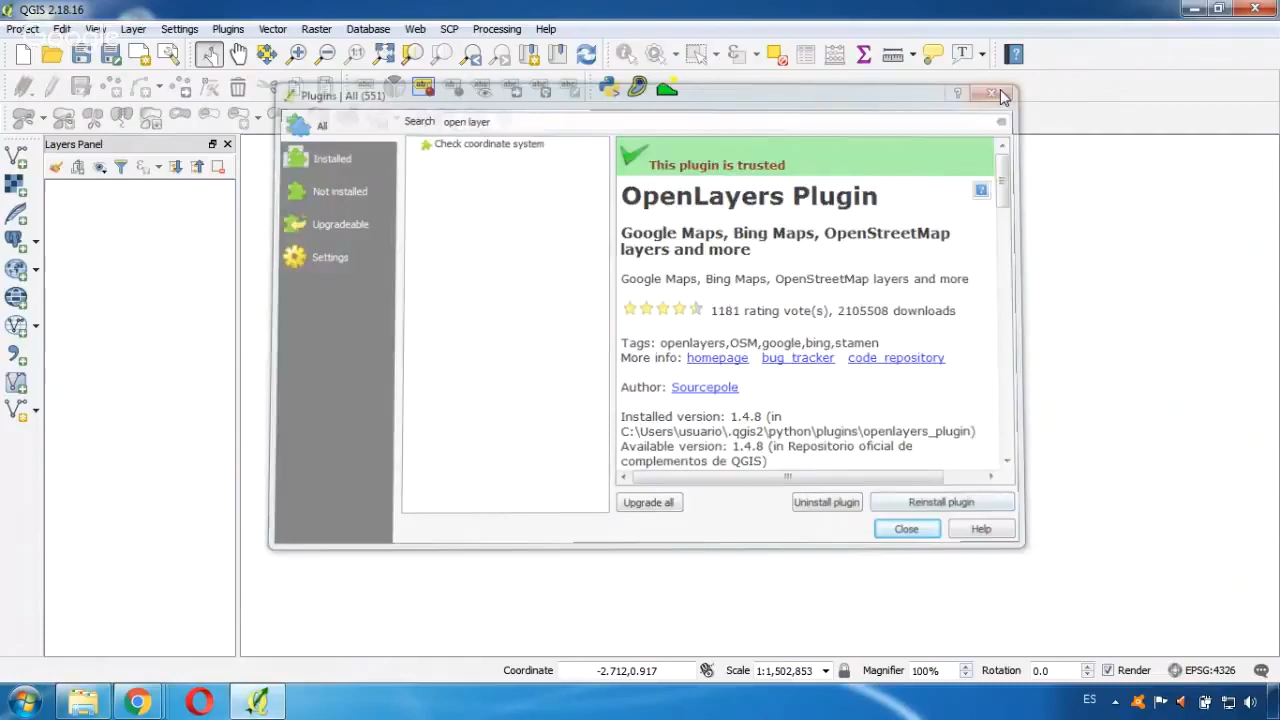 QGIS 2.18.16
Project Edit View Layer Settings Plugins Vector Raster Database Web SCP Processing Help
Layers Panel
Plugins | All (551)
All
Installed
Not installed
Upgradeable
Settings
Search open layer
Check coordinate system
This plugin is trusted
OpenLayers Plugin
Google Maps, Bing Maps, OpenStreetMap
layers and more
Google Maps, Bing Maps, OpenStreetMap layers and more
1181 rating vote(s), 2105508 downloads
Tags: openlayers,OSM,google,bing,stamen
More info: homepage bug tracker code repository
Author: Sourcepole
Installed version: 1.4.8 (in
C:\Users\usuario\.qgis2\python\plugins\openlayers_plugin)
Available version: 1.4.8 (in Repositorio oficial de
complementos de QGIS)
Upgrade all Uninstall plugin Reinstall plugin
Close Help
Coordinate -2.712,0.917 Scale 1:1,502,853 Magnifier 100% Rotation 0.0 Render EPSG:4326
ES